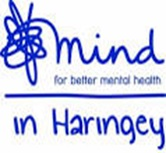 mind
for better mental health
in Haringey